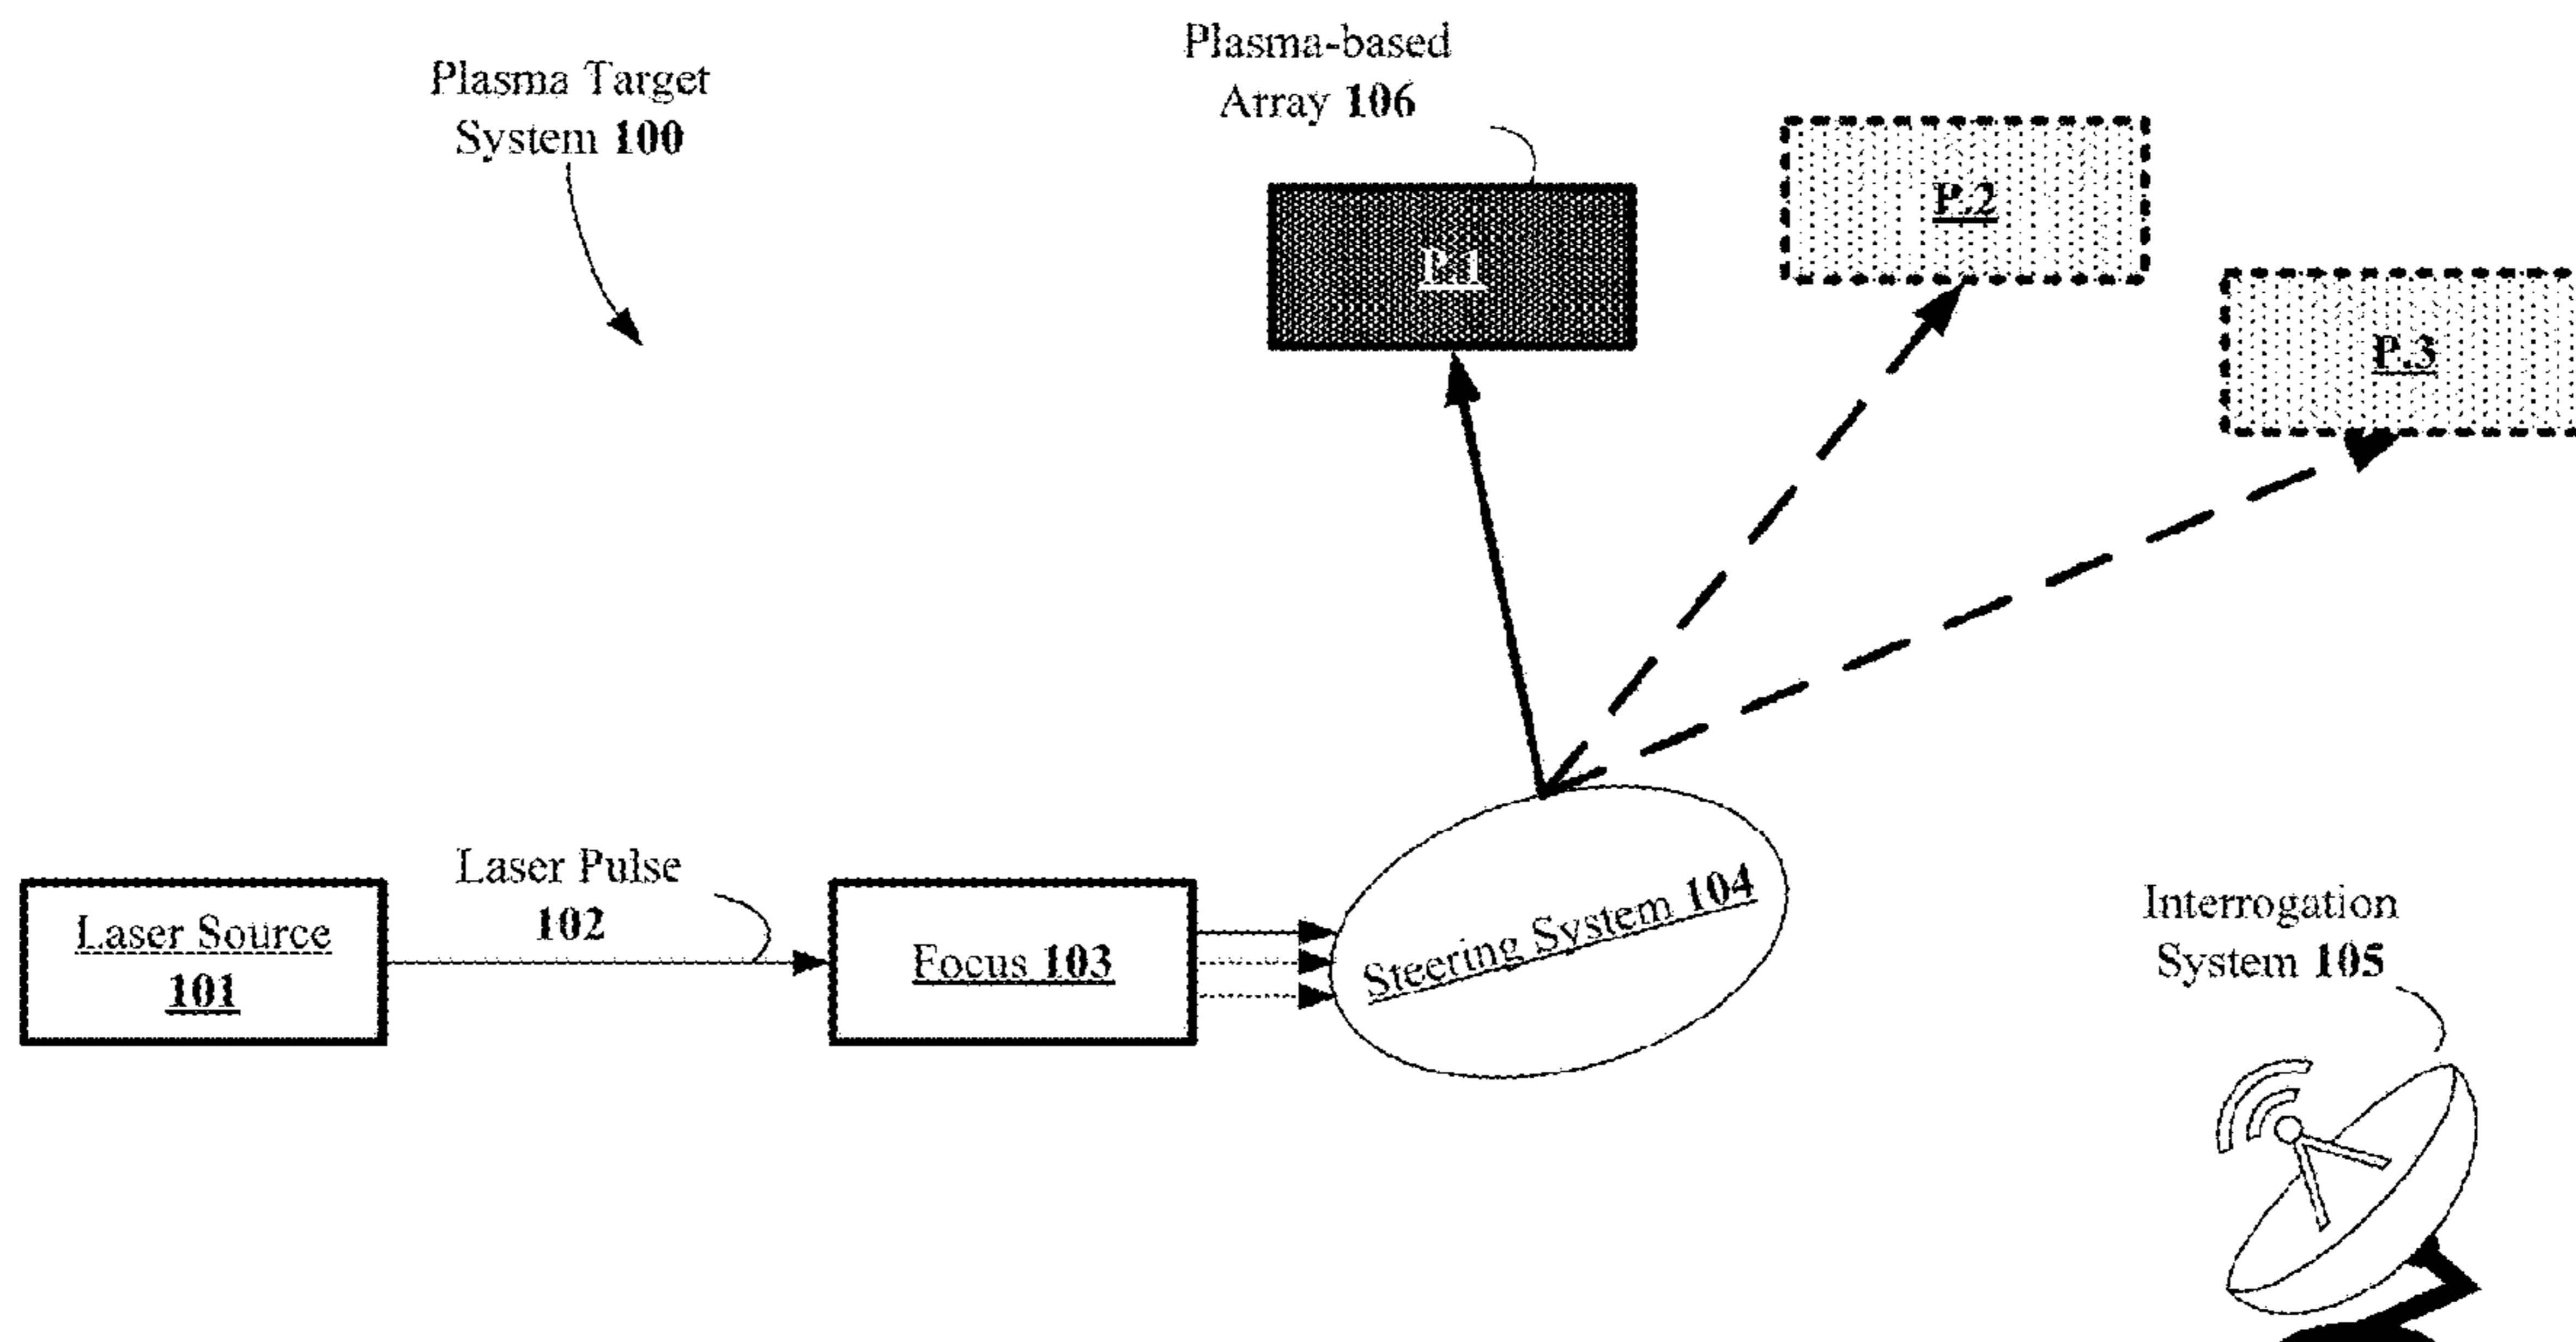 Plasma Target
System 100
Plasma-based
Array 106
P.1
P.2
P.3
Laser Source
101
Laser Pulse
102
Focus 103
Steering System 104
Interrogation
System 105